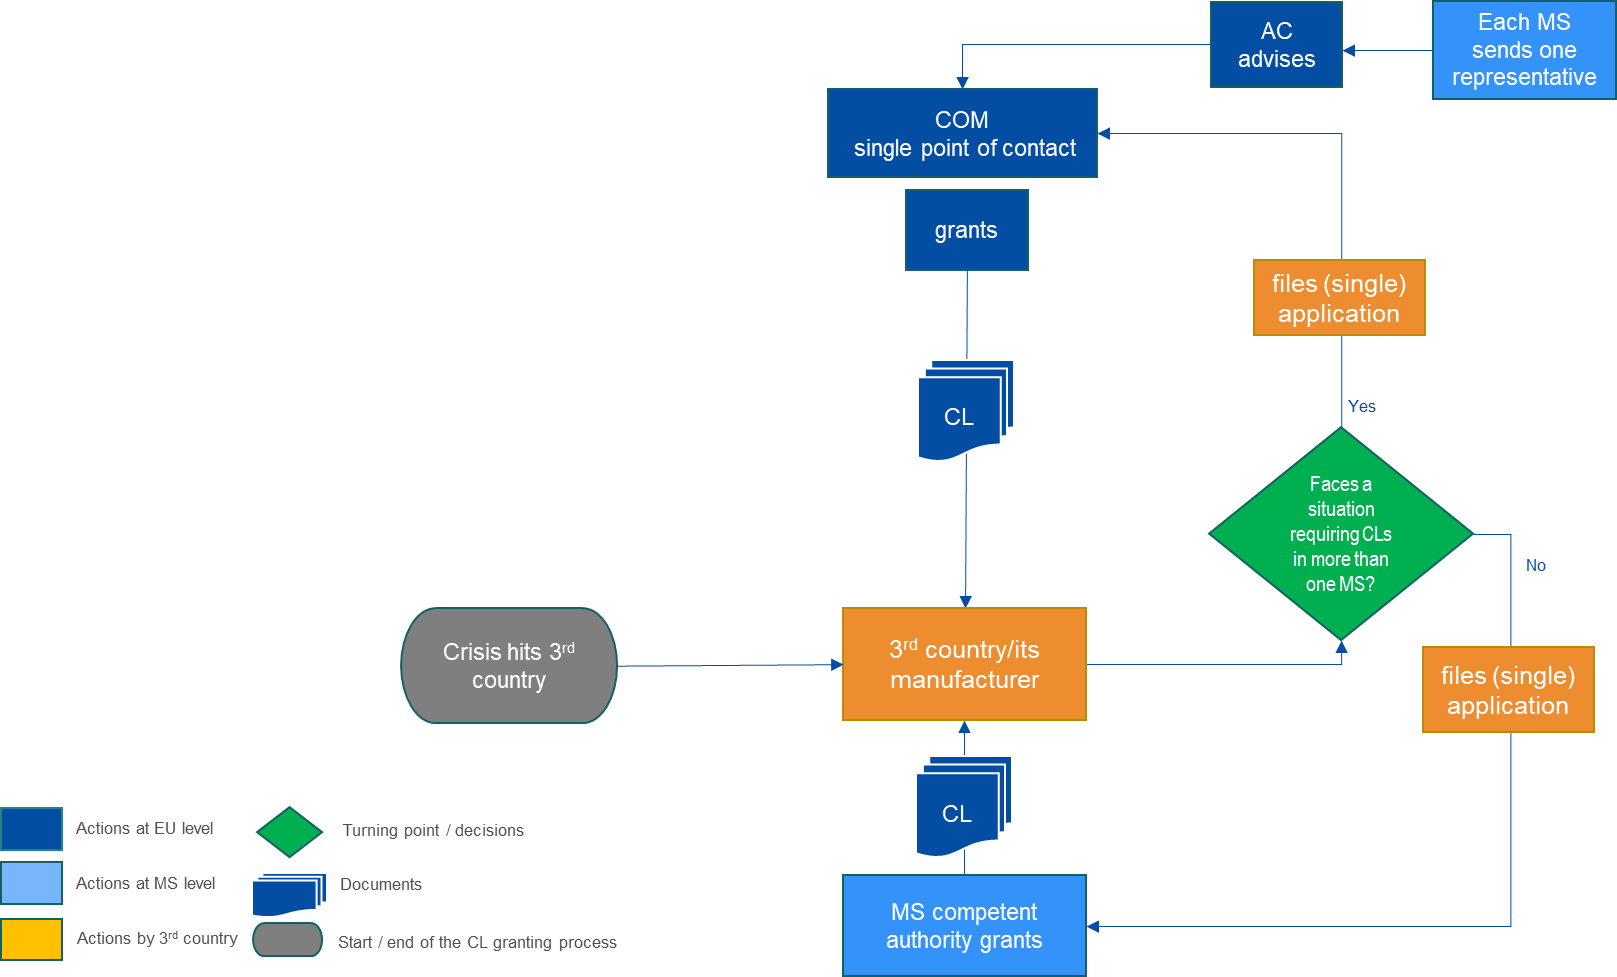 AC
advises
Each MS
sends one
representative
COM
single point of contact
grants
files (single)
application
CL
Yes
Faces a
situation
requiring CLs
in more than
one MS?
No
Crisis hits 3rd
country
3rd country/its
manufacturer
files (single)
application
CL
MS competent
authority grants
Actions at EU level
Turning point / decisions
Actions at MS level
Documents
Actions by 3rd country
Start / end of the CL granting process